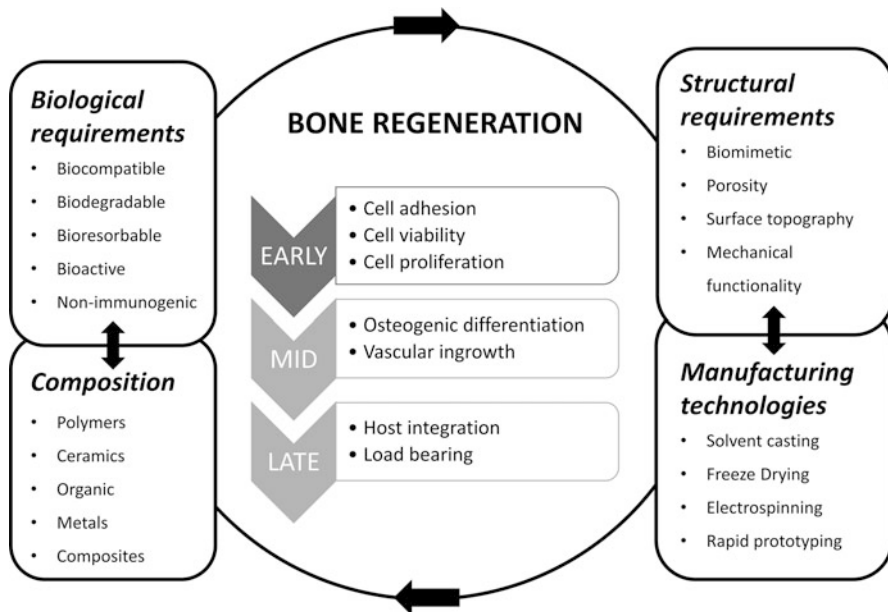 Biological
requirements
• Biocompatible
• Biodegradable
• Bioresorbable
• Bioactive
• Non-immunogenic
Composition
• Polymers
• Ceramics
• Organic
• Metals
• Composites
BONE REGENERATION
EARLY
• Cell adhesion
• Cell viability
• Cell proliferation
MID
• Osteogenic differentiation
• Vascular ingrowth
LATE
• Host integration
• Load bearing
Structural
requirements
• Biomimetic
• Porosity
• Surface topography
• Mechanical
functionality
Manufacturing
technologies
• Solvent casting
• Freeze Drying
• Electrospinning
• Rapid prototyping